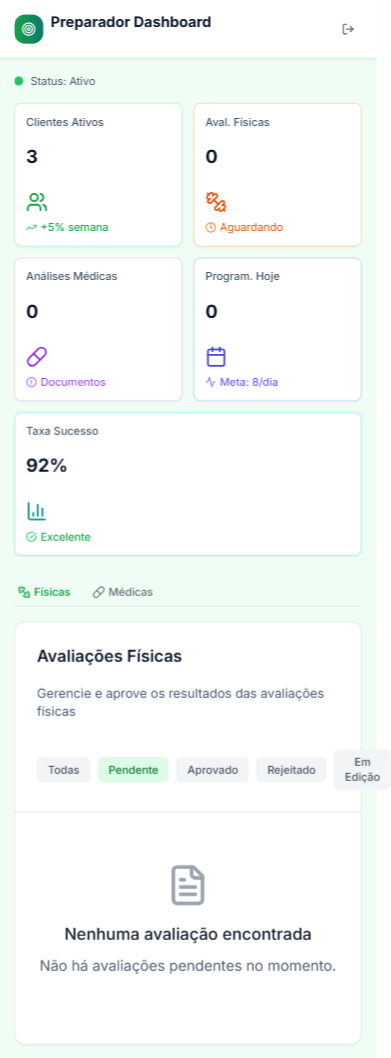 Preparador Dashboard
Status: Ativo
Clientes Ativos
3
+5% semana
Aval. Físicas
0
Aguardando
Análises Médicas
0
Documentos
Program. Hoje
0
Meta: 8/dia
Taxa Sucesso
92%
Excelente
Físicas
Médicas
Avaliações Físicas
Gerencie e aprove os resultados das avaliações
físicas
Todas
Pendente
Aprovado
Rejeitado
Em
Edição
Nenhuma avaliação encontrada
Não há avaliações pendentes no momento.